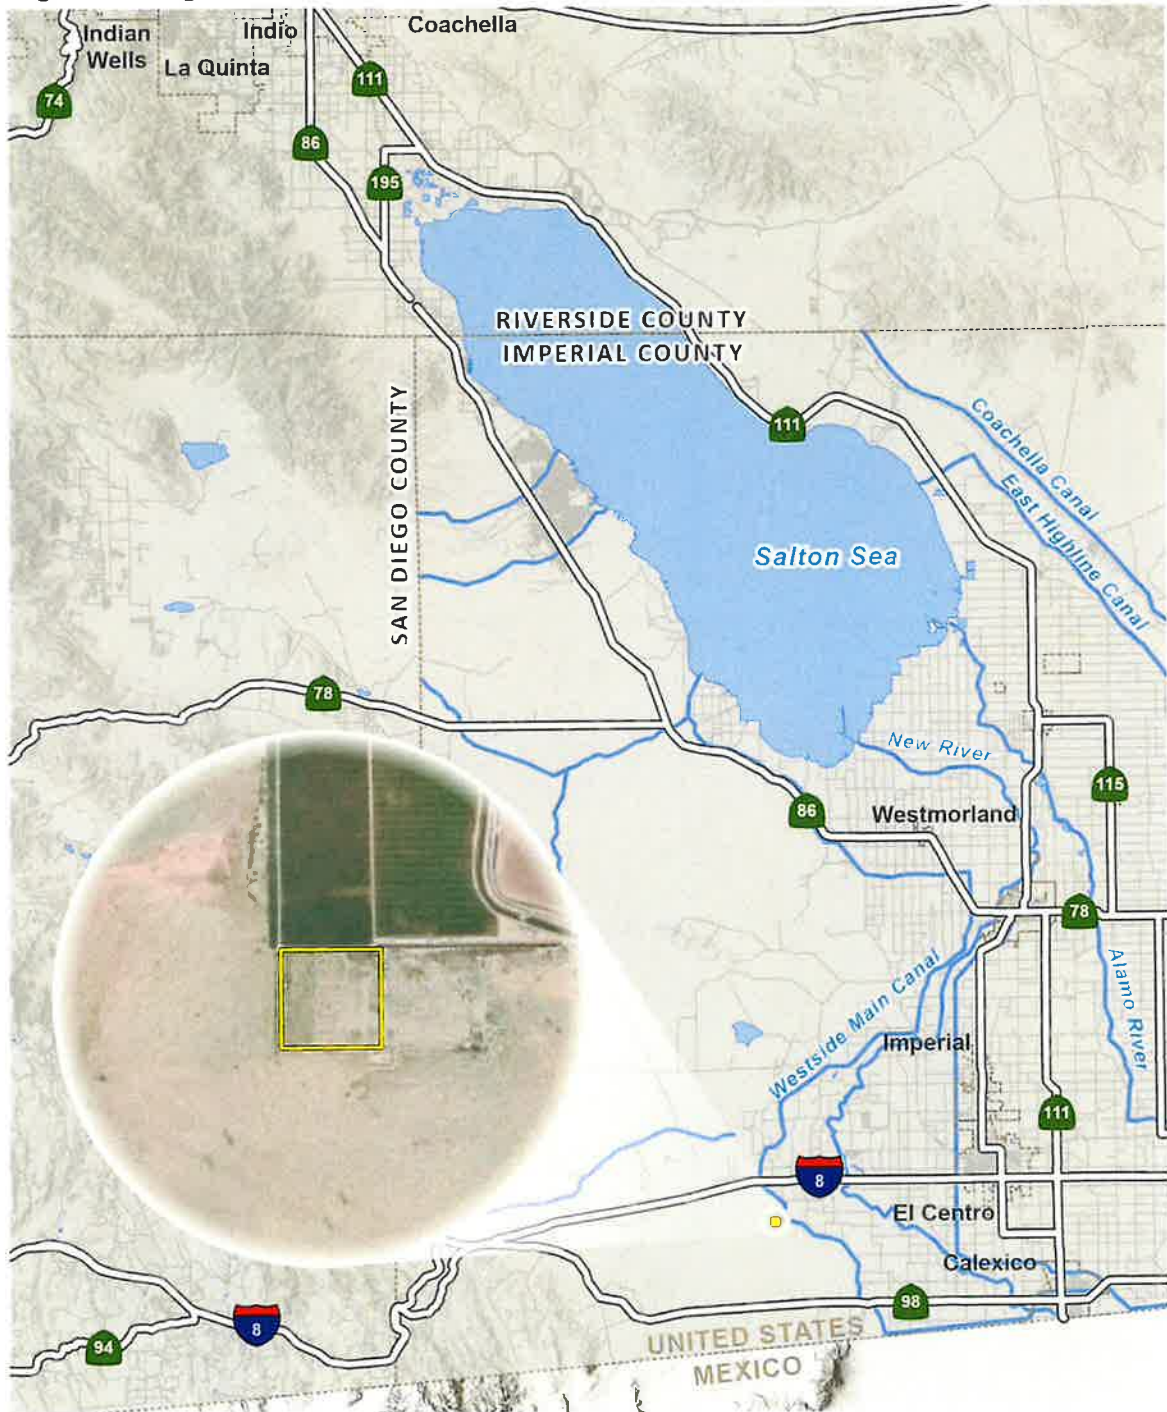 Indian
Wells
Indio
Coachella
La Quinta
111
74
86
195
RIVERSIDE COUNTY
IMPERIAL COUNTY
SAN DIEGO COUNTY
111
Coachella Canal
East Highline Canal
Salton Sea
78
New River
115
86
Westmorland
78
Alamo River
Westside Main Canal
Imperial
111
8
El Centro
Calexico
98
8
94
UNITED STATES
MEXICO